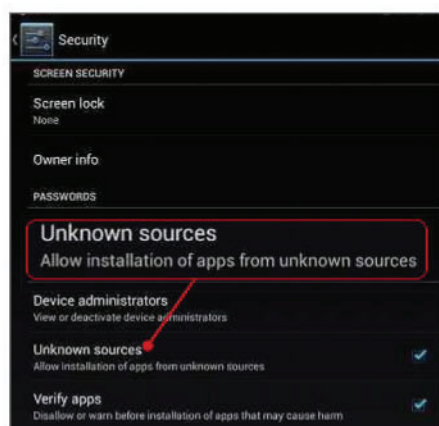 Security
SCREEN SECURITY
Screen lock
None
Owner info
PASSWORDS
Unknown sources
Allow installation of apps from unknown sources
Device administrators
View or deactivate device administrators
Unknown sources
Allow installation of apps from unknown sources
Verify apps
Disallow or warn before installation of apps that may cause harm